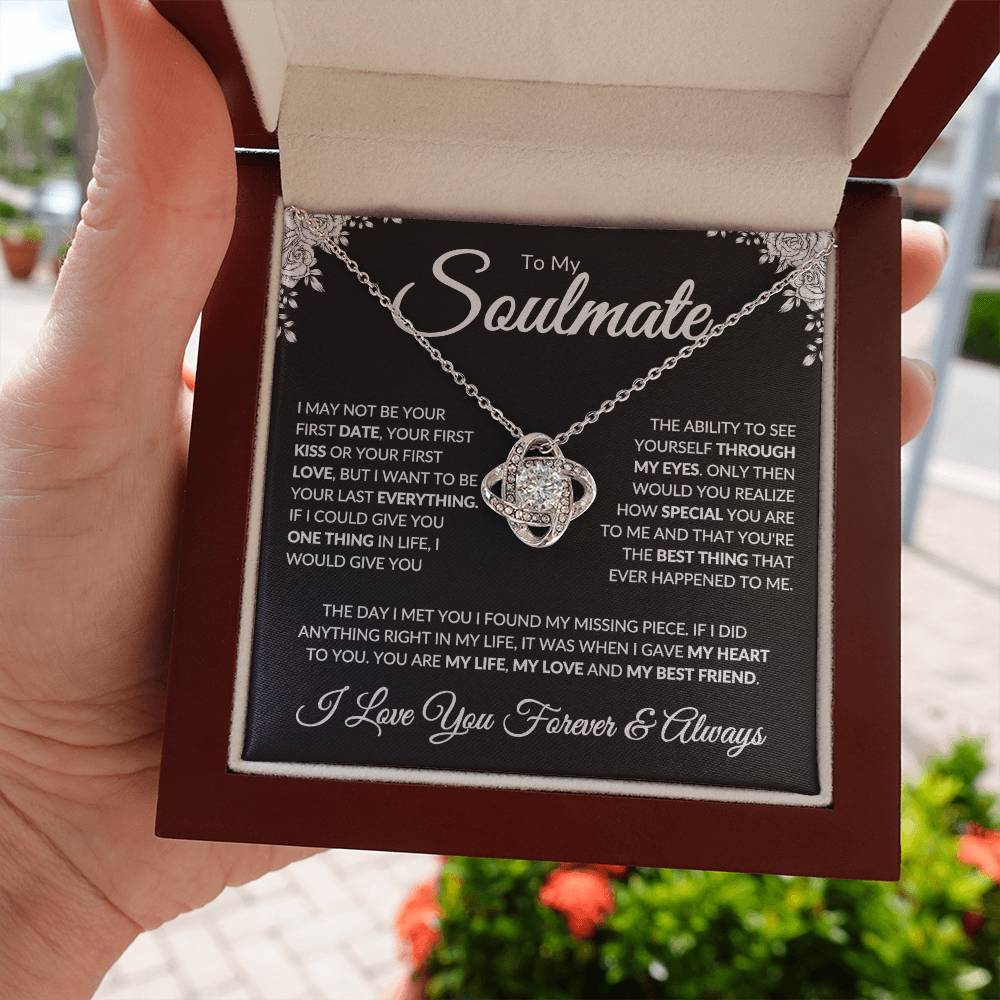 To My
Soulmate
I MAY NOT BE YOUR
FIRST DATE, YOUR FIRST
KISS OR YOUR FIRST
LOVE, BUT I WANT TO BE
YOUR LAST EVERYTHING.
IF I COULD GIVE YOU
ONE THING IN LIFE, I
WOULD GIVE YOU
THE ABILITY TO SEE
YOURSELF THROUGH
MY EYES. ONLY THEN
WOULD YOU REALIZE
HOW SPECIAL YOU ARE
TO ME AND THAT YOU'RE
THE BEST THING THAT
EVER HAPPENED TO ME.
THE DAY I MET YOU I FOUND MY MISSING PIECE. IF I DID
ANYTHING RIGHT IN MY LIFE, IT WAS WHEN I GAVE MY HEART
TO YOU. YOU ARE MY LIFE, MY LOVE AND MY BEST FRIEND.
I Love You Forever & Always